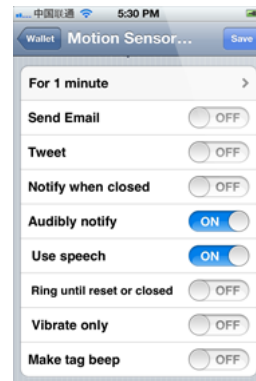 中国联通 5:30 PM
Wallet Motion Sensor... Save
For 1 minute
Send Email OFF
Tweet OFF
Notify when closed OFF
Audibly notify ON
Use speech ON
Ring until reset or closed OFF
Vibrate only OFF
Make tag beep OFF